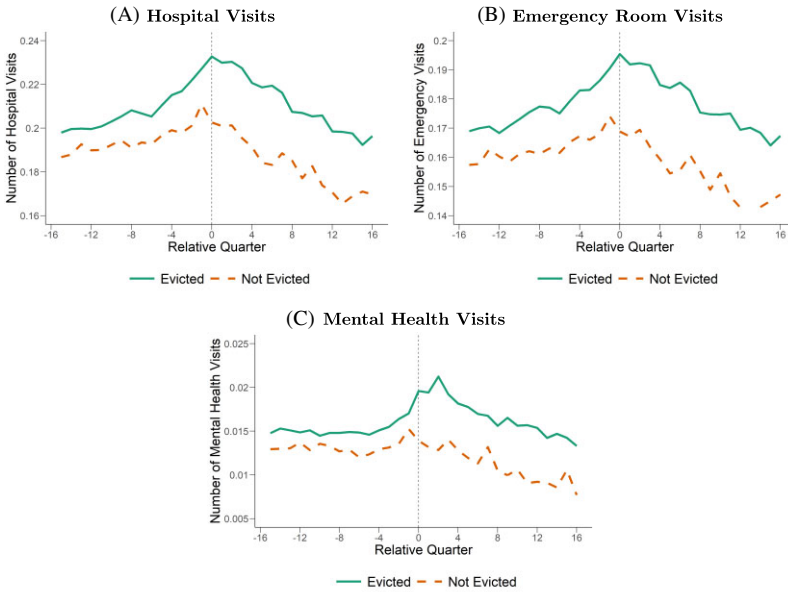 (A) Hospital Visits
Number of Hospital Visits
0.24
0.22
0.2
0.18
0.16
-16 -12 -8 -4 0 4 8 12 16
Relative Quarter
Evicted Not Evicted
(B) Emergency Room Visits
Number of Emergency Visits
0.2
0.19
0.18
0.17
0.16
0.15
0.14
-16 -12 -8 -4 0 4 8 12 16
Relative Quarter
Evicted Not Evicted
(C) Mental Health Visits
Number of Mental Health Visits
0.025
0.02
0.015
0.01
0.005
-16 -12 -8 -4 0 4 8 12 16
Relative Quarter
Evicted Not Evicted